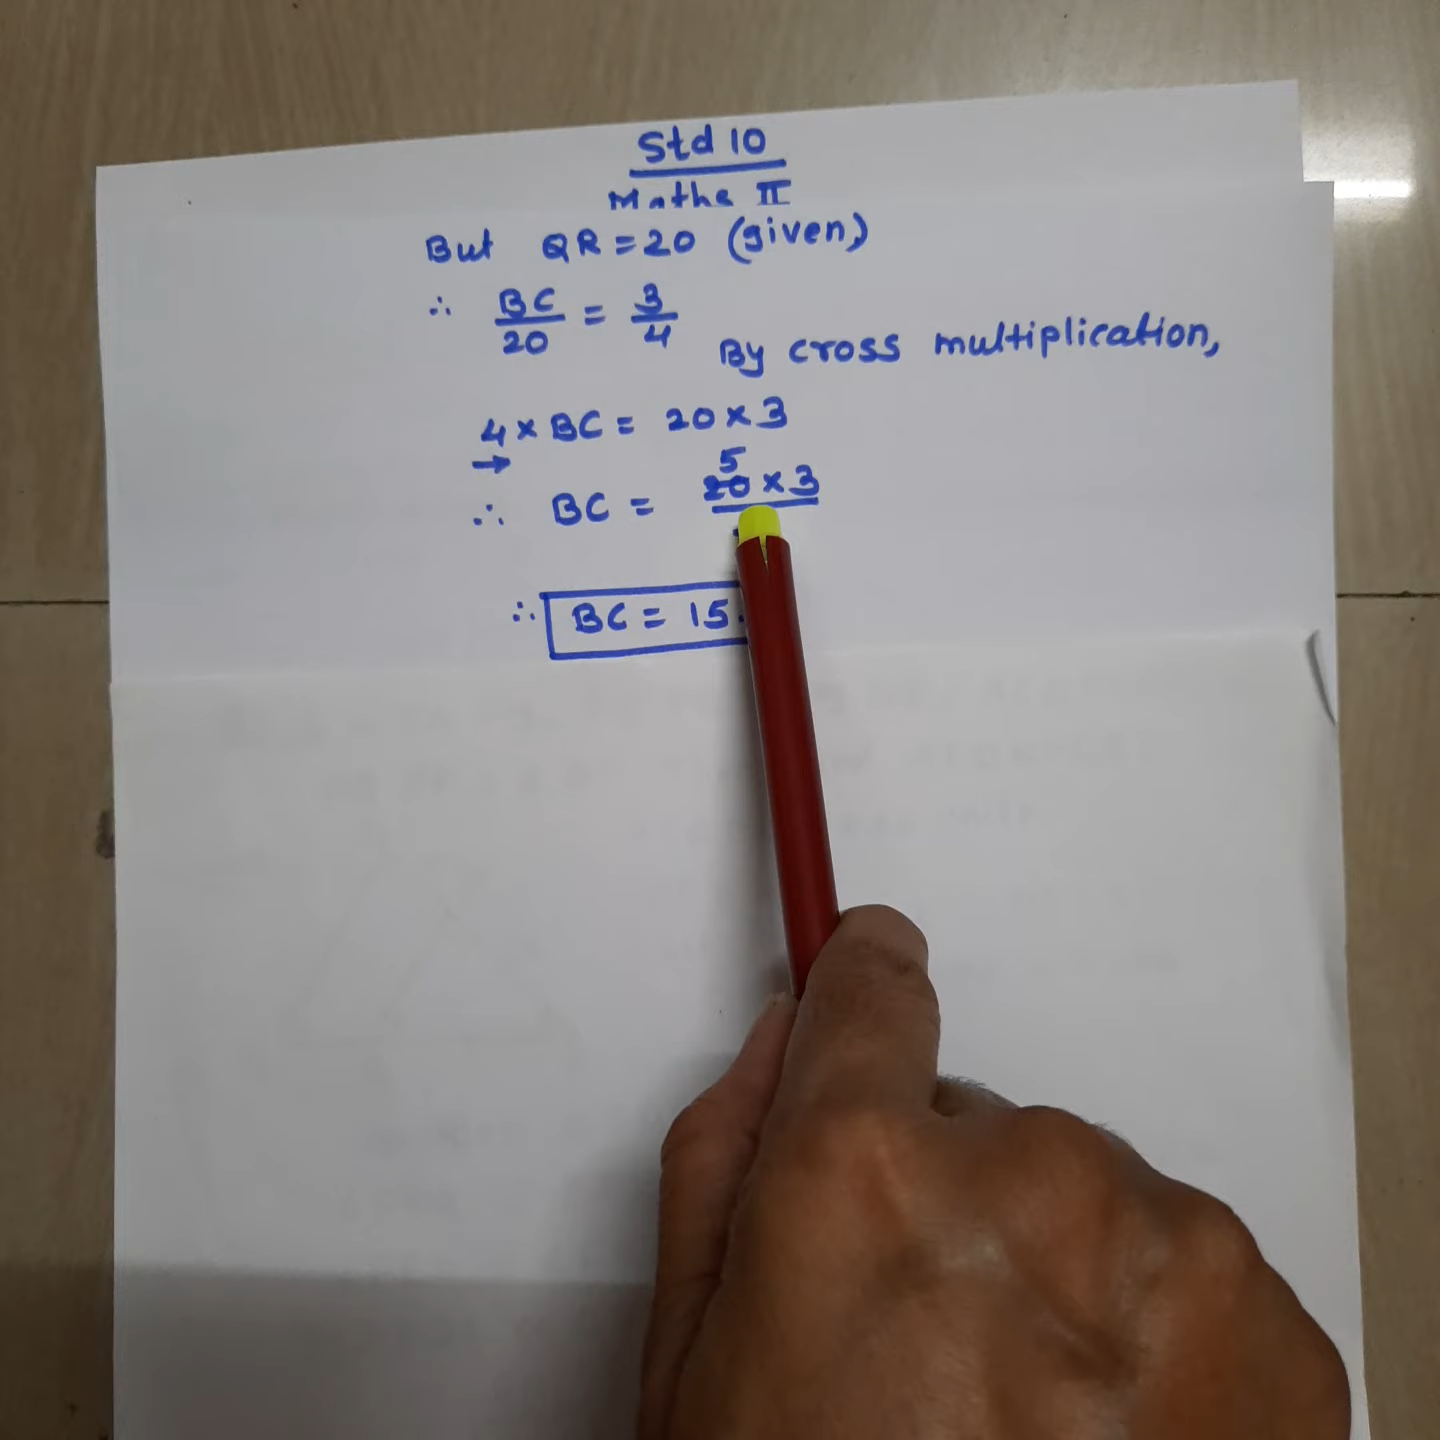 Std 10
Maths II
But QR = 20 (given)
∴ BC/20 = 3/4
By cross multiplication,
4 × BC = 20 × 3
→
5
∴ BC = 20 × 3
∴ BC = 15